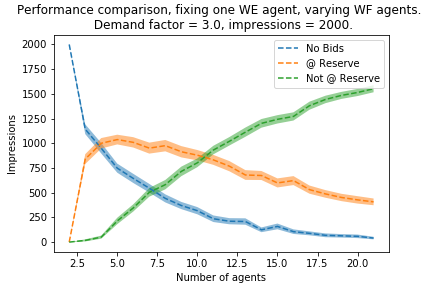 Performance comparison, fixing one WE agent, varying WF agents.
Demand factor = 3.0, impressions = 2000.
No Bids
@ Reserve
Not @ Reserve
Impressions
2000
1750
1500
1250
1000
750
500
250
0
2.5 5.0 7.5 10.0 12.5 15.0 17.5 20.0
Number of agents